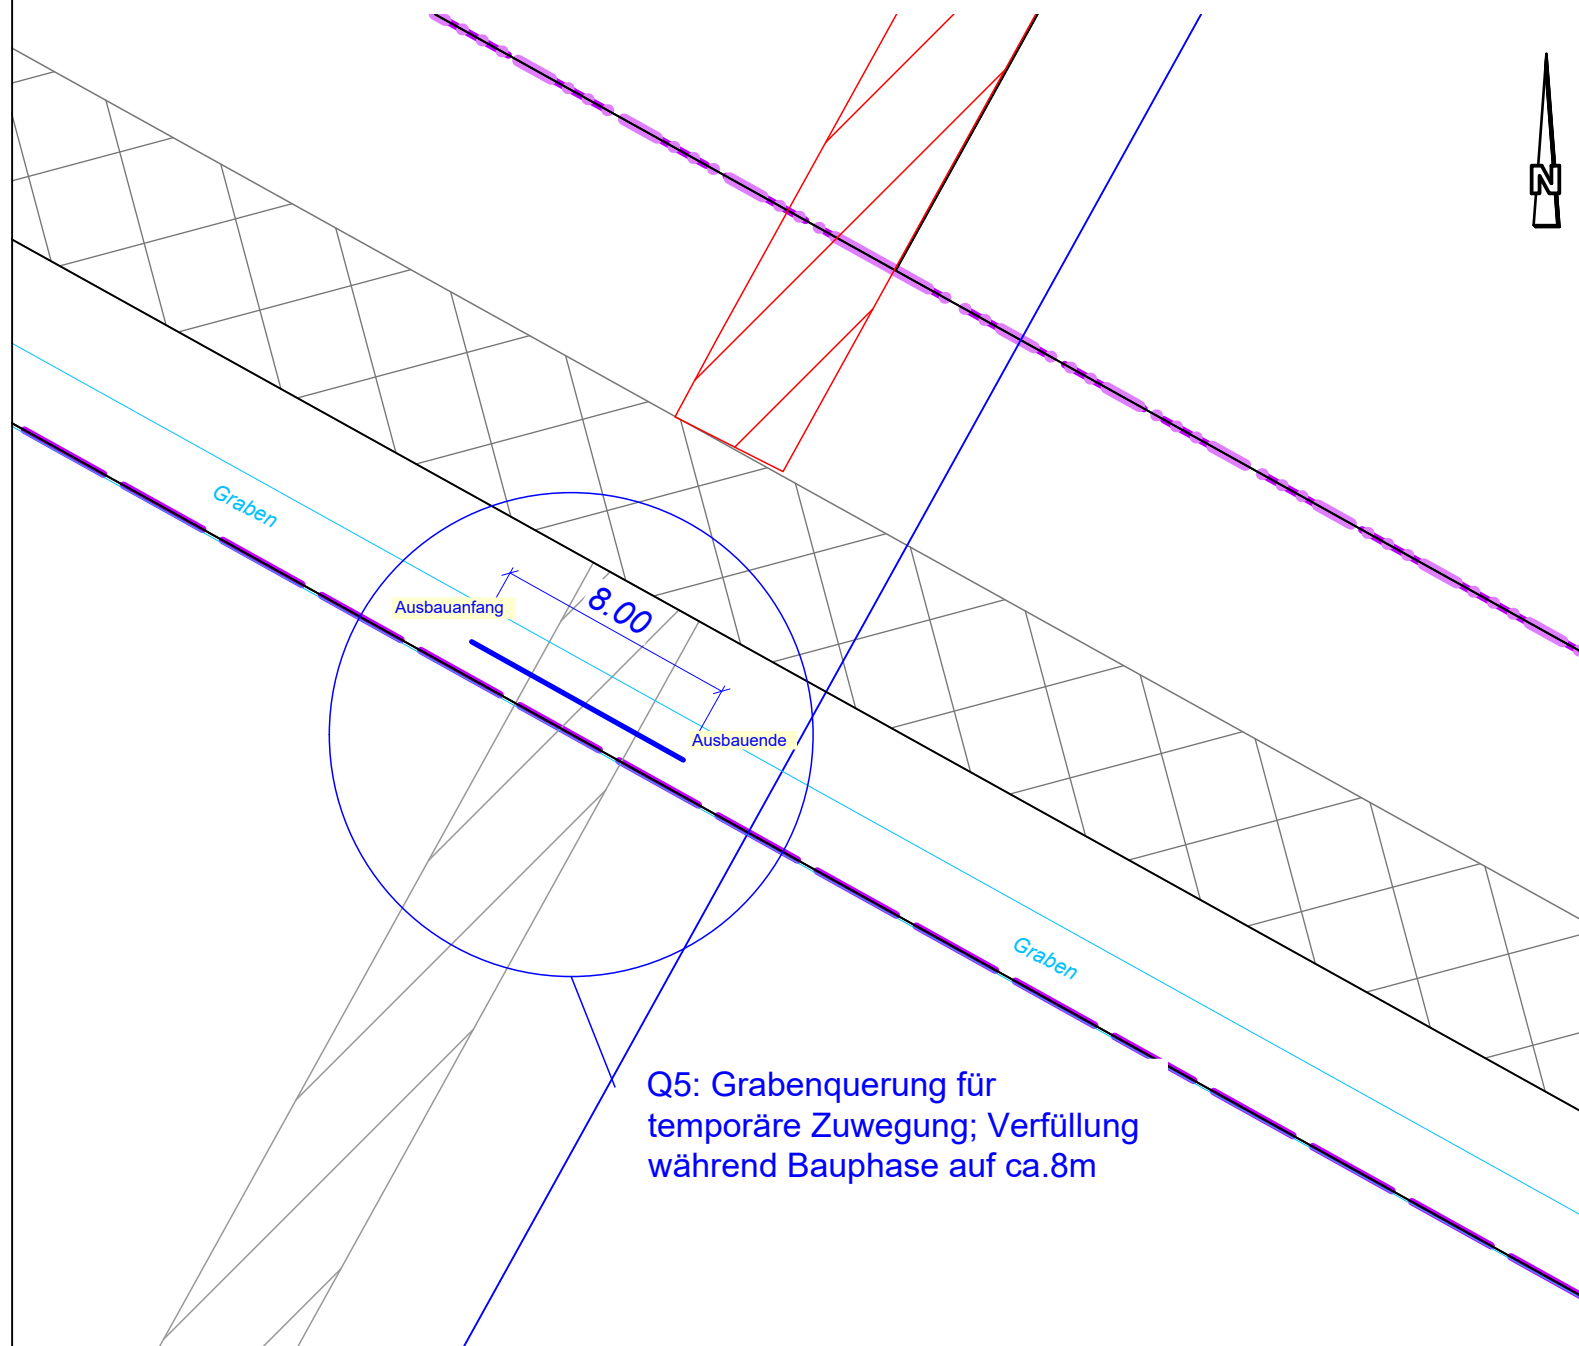 N
Graben
8.00
Ausbauanfang
Ausbauende
Graben
Q5: Grabenquerung für
temporäre Zuwegung; Verfüllung
während Bauphase auf ca.8m